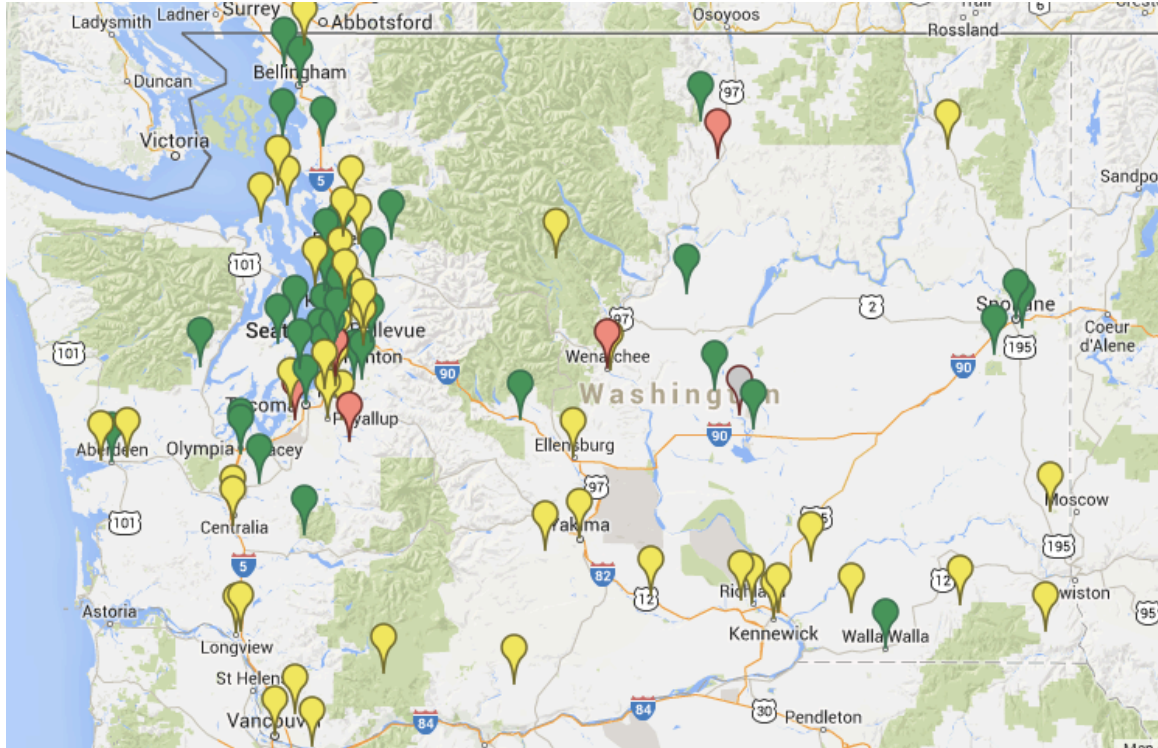 Ladner
Surrey
Ladysmith
Abbotsford
Osoyoos
Trail
6
Rossland
Bellingham
Duncan
97
Victoria
5
Sandpo
101
2
Spokane
Coeur
d'Alene
195
Seat
Bellevue
97
Wenatchee
90
90
101
Washington
Tacoma
Puyallup
90
Aberdeen
Olympia
Lacey
Ellensburg
97
Moscow
101
Centralia
Yakima
195
5
82
12
12
Astoria
Richland
Lewiston
95
Kennewick
Walla Walla
Longview
St Helens
Vancouver
84
84
30
Pendleton